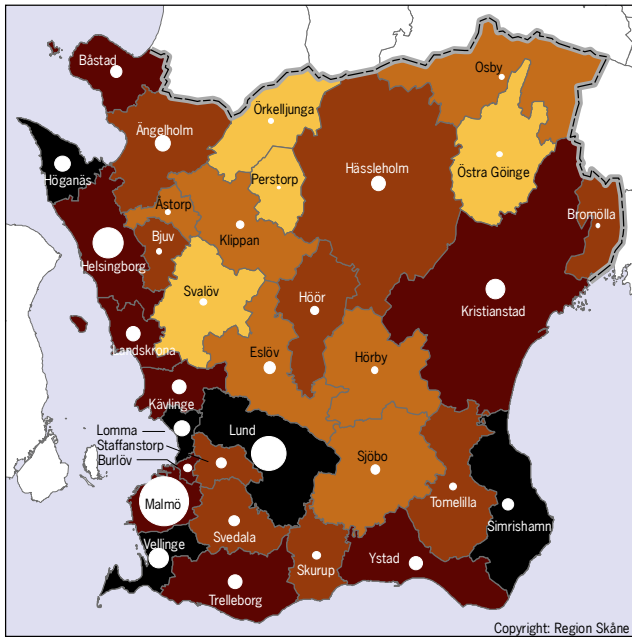 Båstad
Osby
Örkelljunga
Ängelholm
Höganäs
Perstorp
Hässleholm
Östra Göinge
Åstorp
Bromölla
Bjuv
Klippan
Helsingborg
Svalöv
Höör
Kristianstad
Landskrona
Eslöv
Hörby
Kävlinge
Lomma
Lund
Staffanstorp
Burlöv
Sjöbo
Malmö
Tomelilla
Simrishamn
Svedala
Vellinge
Ystad
Skurup
Trelleborg
Copyright: Region Skåne